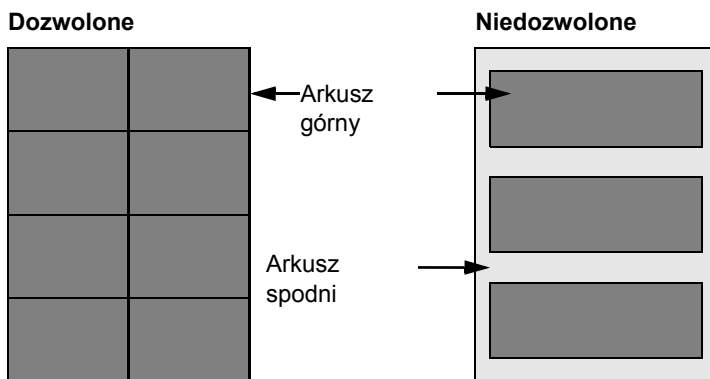 Dozwolone
Niedozwolone
Arkusz
górny
Arkusz
spodni